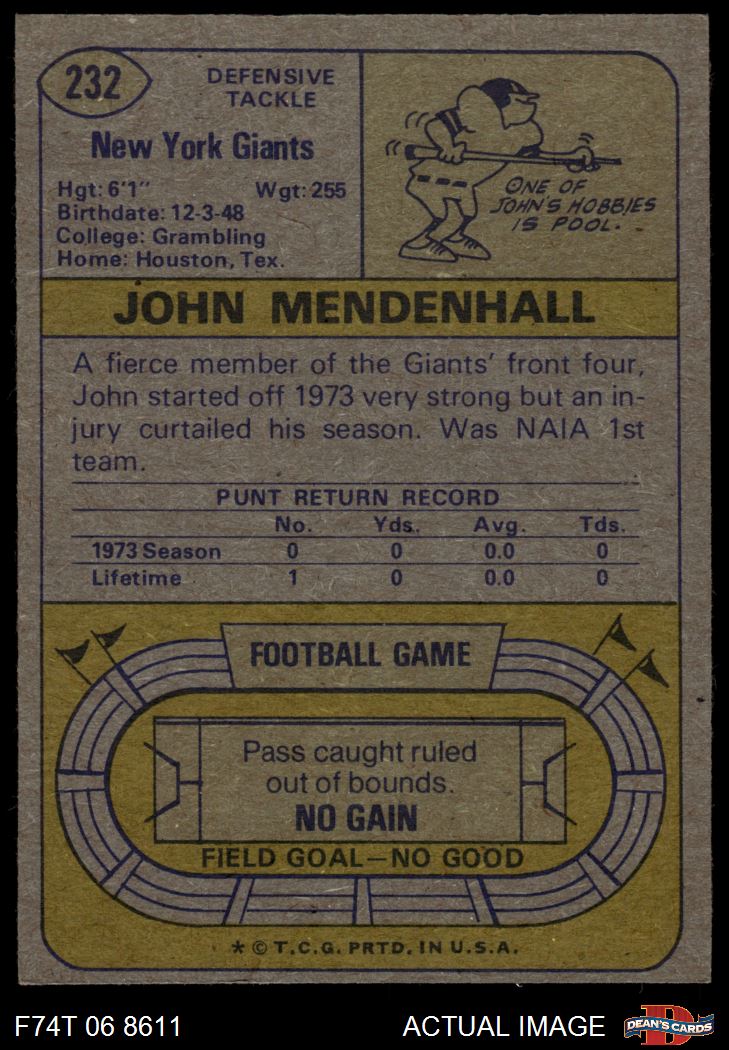 232
DEFENSIVE
TACKLE
New York Giants
Hgt: 6'1" Wgt: 255
Birthdate: 12-3-48
College: Grambling
Home: Houston, Tex.
ONE OF
JOHN'S HOBBIES
IS POOL.
JOHN MENDENHALL
A fierce member of the Giants' front four,
John started off 1973 very strong but an in-
jury curtailed his season. Was NAIA 1st
team.
PUNT RETURN RECORD
No. Yds. Avg. Tds.
1973 Season 0 0 0.0 0
Lifetime 1 0 0.0 0
FOOTBALL GAME
Pass caught ruled
out of bounds.
NO GAIN
FIELD GOAL—NO GOOD
* © T.C.G. PRTD. IN U.S.A.
F74T 06 8611 ACTUAL IMAGE DEAN'S CARDS